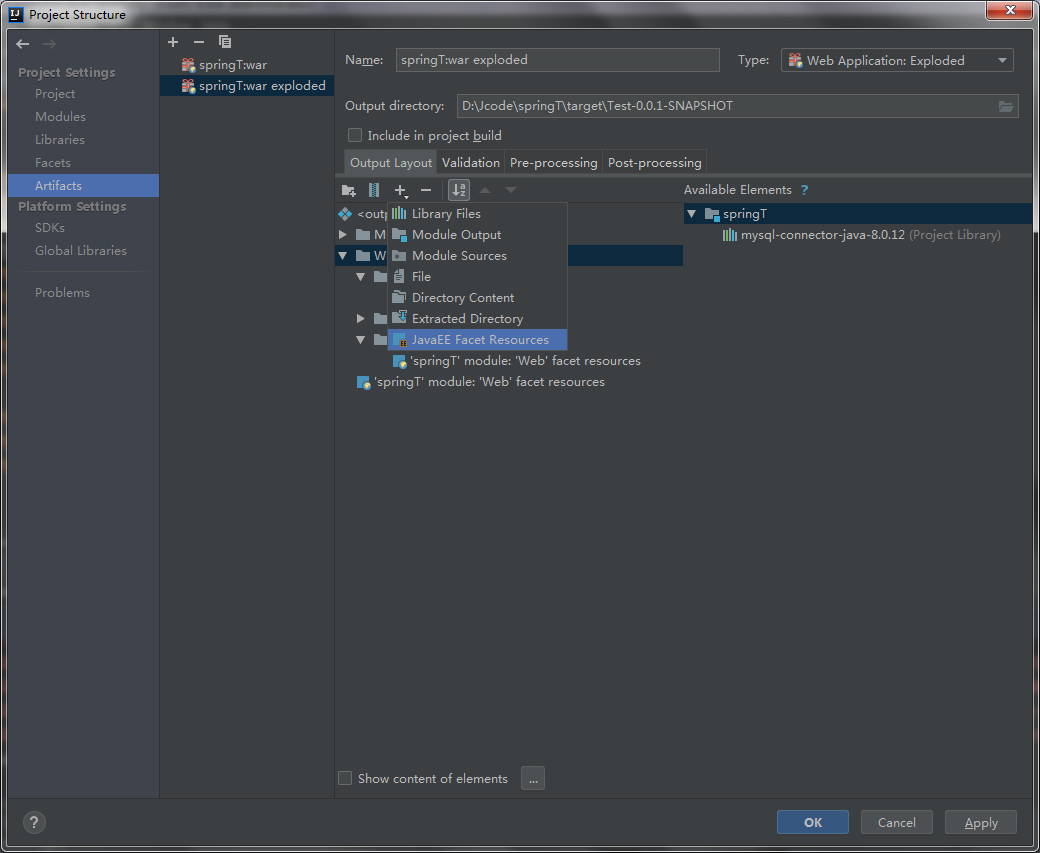 Project Structure
Project Settings
Project
Modules
Libraries
Facets
Artifacts
Platform Settings
SDKs
Global Libraries
Problems
springT:war
springT:war exploded
Name: springT:war exploded
Type: Web Application: Exploded
Output directory: D:\Jcode\springT\target\Test-0.0.1-SNAPSHOT
Include in project build
Output Layout Validation Pre-processing Post-processing
Available Elements ?
<outp
M
W
Library Files
Module Output
Module Sources
File
Directory Content
Extracted Directory
JavaEE Facet Resources
'springT' module: 'Web' facet resources
'springT' module: 'Web' facet resources
springT
mysql-connector-java-8.0.12 (Project Library)
Show content of elements ...
? OK Cancel Apply